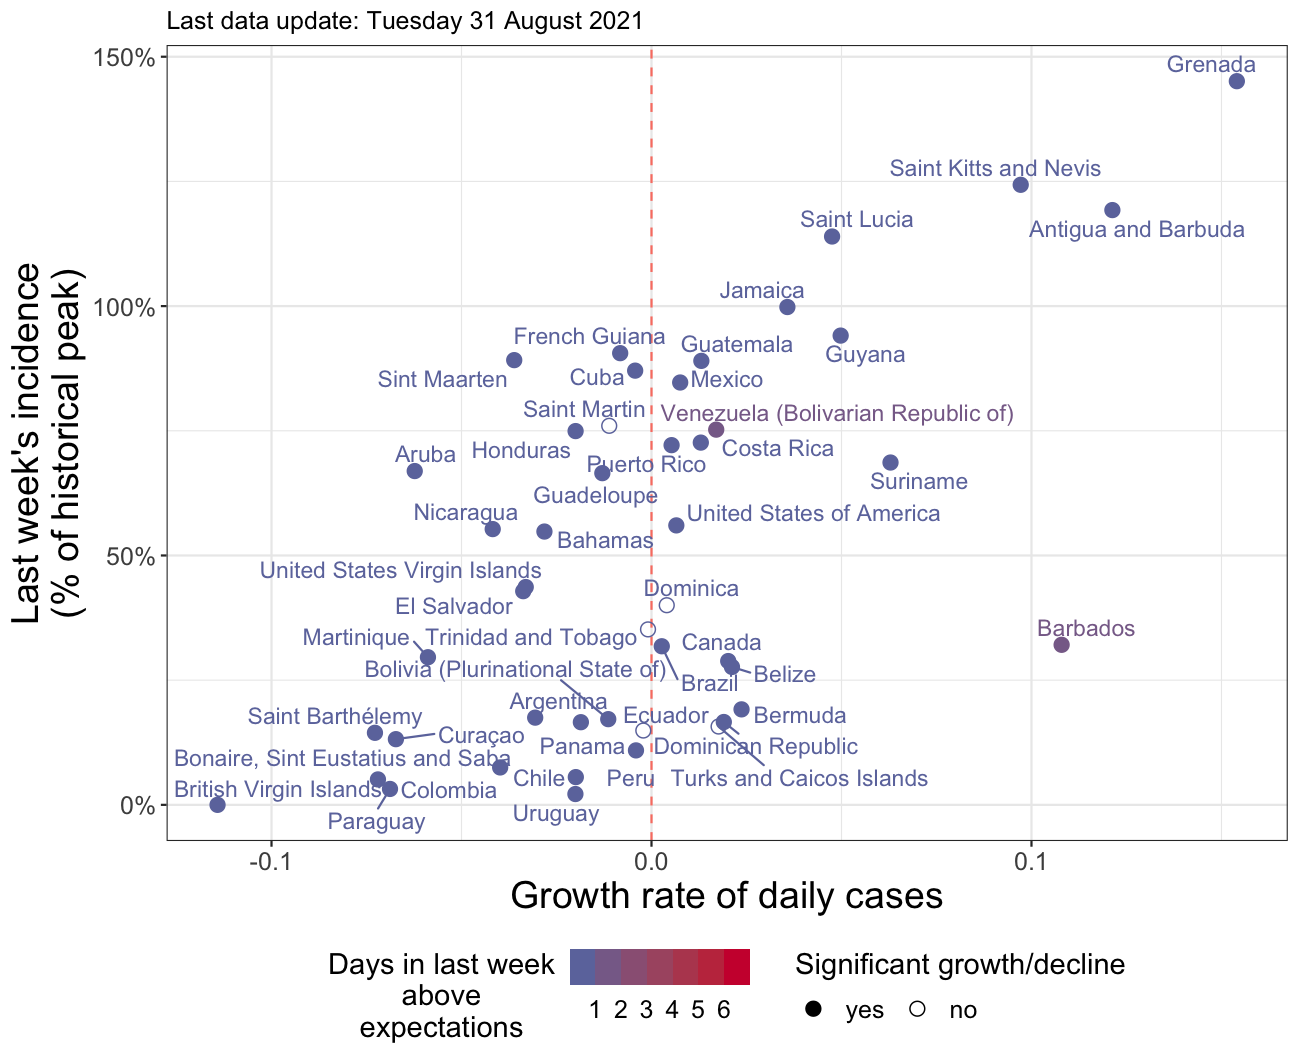 Last data update: Tuesday 31 August 2021
150%
100%
50%
0%
Last week's incidence
(% of historical peak)
Grenada
Saint Kitts and Nevis
Saint Lucia
Antigua and Barbuda
Jamaica
French Guiana
Guatemala
Guyana
Sint Maarten
Cuba
Mexico
Saint Martin
Venezuela (Bolivarian Republic of)
Aruba
Honduras
Costa Rica
Puerto Rico
Suriname
Guadeloupe
Nicaragua
United States of America
Bahamas
United States Virgin Islands
Dominica
El Salvador
Barbados
Martinique
Trinidad and Tobago
Canada
Bolivia (Plurinational State of)
Belize
Brazil
Argentina
Saint Barthélemy
Ecuador
Bermuda
Curaçao
Panama
Dominican Republic
Bonaire, Sint Eustatius and Saba
Chile
Peru
Turks and Caicos Islands
British Virgin Islands
Colombia
Uruguay
Paraguay
-0.1
0.0
0.1
Growth rate of daily cases
Days in last week
above
expectations
1 2 3 4 5 6
Significant growth/decline
yes
no